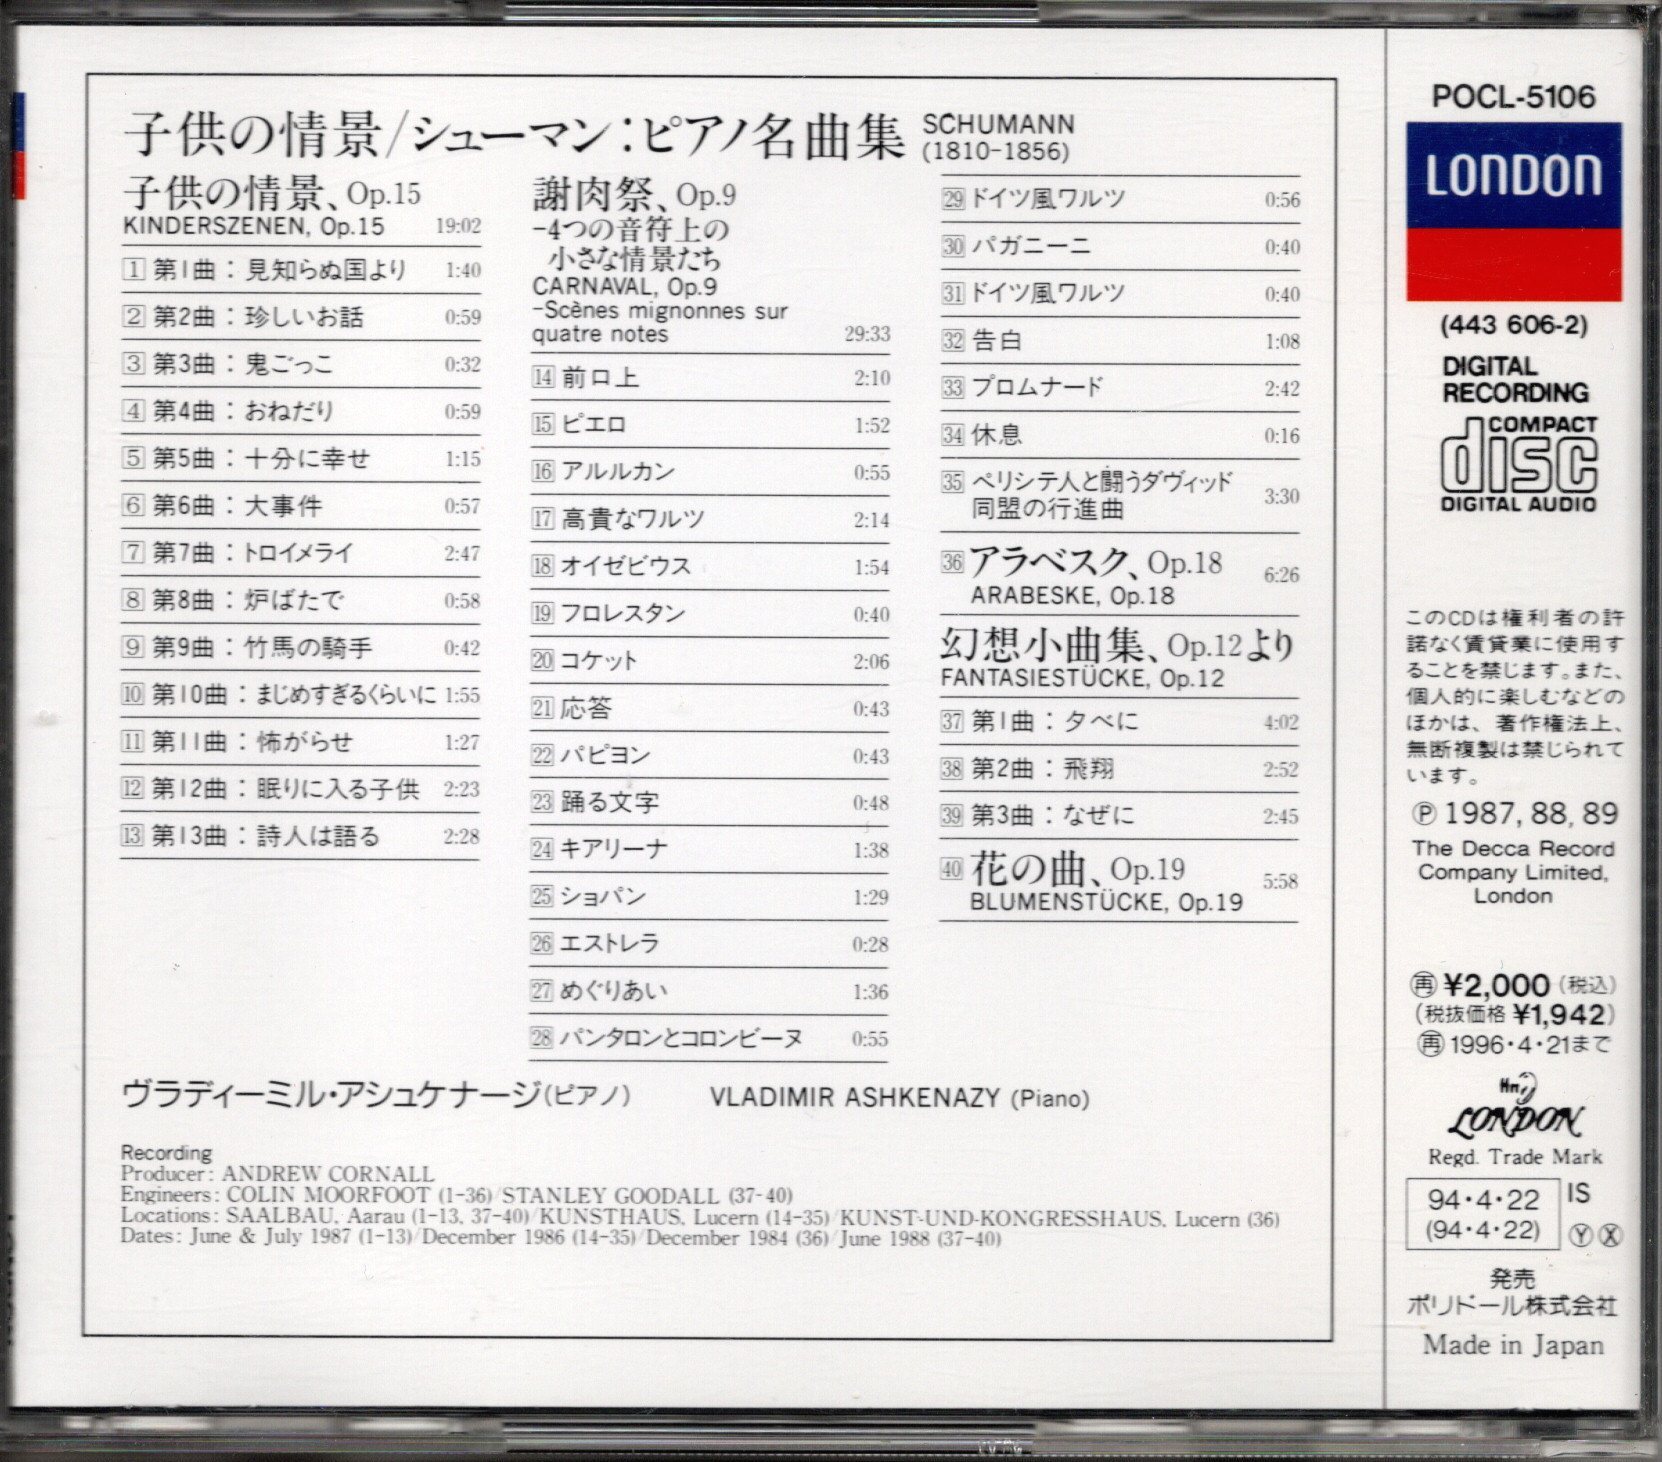 子供の情景/シューマン:ピアノ名曲集 SCHUMANN
(1810-1856)
子供の情景、Op.15
KINDERSZENEN, Op.15 19:02
1 第1曲:見知らぬ国より 1:40
2 第2曲:珍しいお話 0:59
3 第3曲:鬼ごっこ 0:32
4 第4曲:おねだり 0:59
5 第5曲:十分に幸せ 1:15
6 第6曲:大事件 0:57
7 第7曲:トロイメライ 2:47
8 第8曲:炉ばたで 0:58
9 第9曲:竹馬の騎手 0:42
10 第10曲:まじめすぎるくらいに 1:55
11 第11曲:怖がらせ 1:27
12 第12曲:眠りに入る子供 2:23
13 第13曲:詩人は語る 2:28
謝肉祭、Op.9
-4つの音符上の
小さな情景たち
CARNAVAL, Op.9
-Scènes mignonnes sur
quatre notes 29:33
14 前口上 2:10
15 ピエロ 1:52
16 アルルカン 0:55
17 高貴なワルツ 2:14
18 オイゼビウス 1:54
19 フロレスタン 0:40
20 コケット 2:06
21 応答 0:43
22 パピヨン 0:43
23 踊る文字 0:48
24 キアリーナ 1:38
25 ショパン 1:29
26 エストレラ 0:28
27 めぐりあい 1:36
28 パンタロンとコロンビーヌ 0:55
29 ドイツ風ワルツ 0:56
30 パガニーニ 0:40
31 ドイツ風ワルツ 0:40
32 告白 1:08
33 プロムナード 2:42
34 休息 0:16
35 ペリシテ人と闘うダヴィッド
同盟の行進曲 3:30
36 アラベスク、Op.18 6:26
ARABESKE, Op.18
幻想小曲集、Op.12より
FANTASIESTÜCKE, Op.12
37 第1曲:夕べに 4:02
38 第2曲:飛翔 2:52
39 第3曲:なぜに 2:45
40 花の曲、Op.19 5:58
BLUMENSTÜCKE, Op.19
ヴラディーミル・アシュケナージ(ピアノ) VLADIMIR ASHKENAZY (Piano)
Recording
Producer: ANDREW CORNALL
Engineers: COLIN MOORFOOT (1-36)/STANLEY GOODALL (37-40)
Locations: SAALBAU, Aarau (1-13, 37-40)/KUNSTHAUS, Lucern (14-35)/KUNST-UND-KONGRESSHAUS, Lucern (36)
Dates: June & July 1987 (1-13)/December 1986 (14-35)/December 1984 (36)/June 1988 (37-40)
POCL-5106
LONDON
(443 606-2)
DIGITAL
RECORDING
COMPACT
disc
DIGITAL AUDIO
このCDは権利者の許
諾なく賃貸業に使用す
ることを禁じます。また、
個人的に楽しむなどの
ほかは、著作権法上、
無断複製は禁じられて
います。
Ⓟ 1987, 88, 89
The Decca Record
Company Limited,
London
再 ¥2,000(税込)
(税抜価格 ¥1,942)
再 1996・4・21まで
LONDON
Regd. Trade Mark
94・4・22 IS
(94・4・22) Ⓨ Ⓧ
発売
ポリドール株式会社
Made in Japan